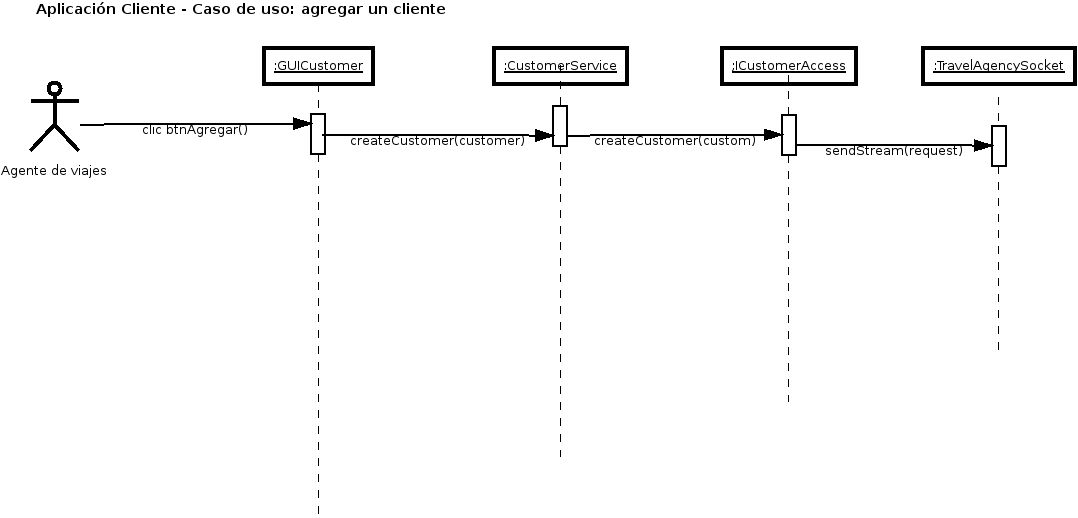 Aplicación Cliente - Caso de uso: agregar un cliente
:GUICustomer
:CustomerService
:ICustomerAccess
:TravelAgencySocket
clic btnAgregar()
createCustomer(customer)
createCustomer(custom)
sendStream(request)
Agente de viajes